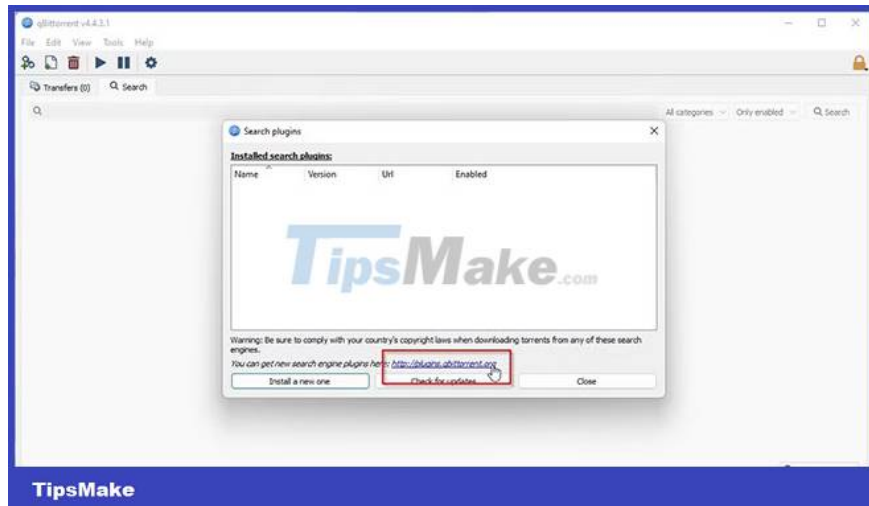 qBittorrent v4.4.3.1
File Edit View Tools Help
Transfers (0) Search
All categories Only enabled Search
Search plugins
Installed search plugins:
Name Version Url Enabled
TipsMake.com
Warning: Be sure to comply with your country's copyright laws when downloading torrents from any of these search
engines.
You can get new search engine plugins here: http://plugins.qbittorrent.org
Install a new one Check for updates Close
TipsMake